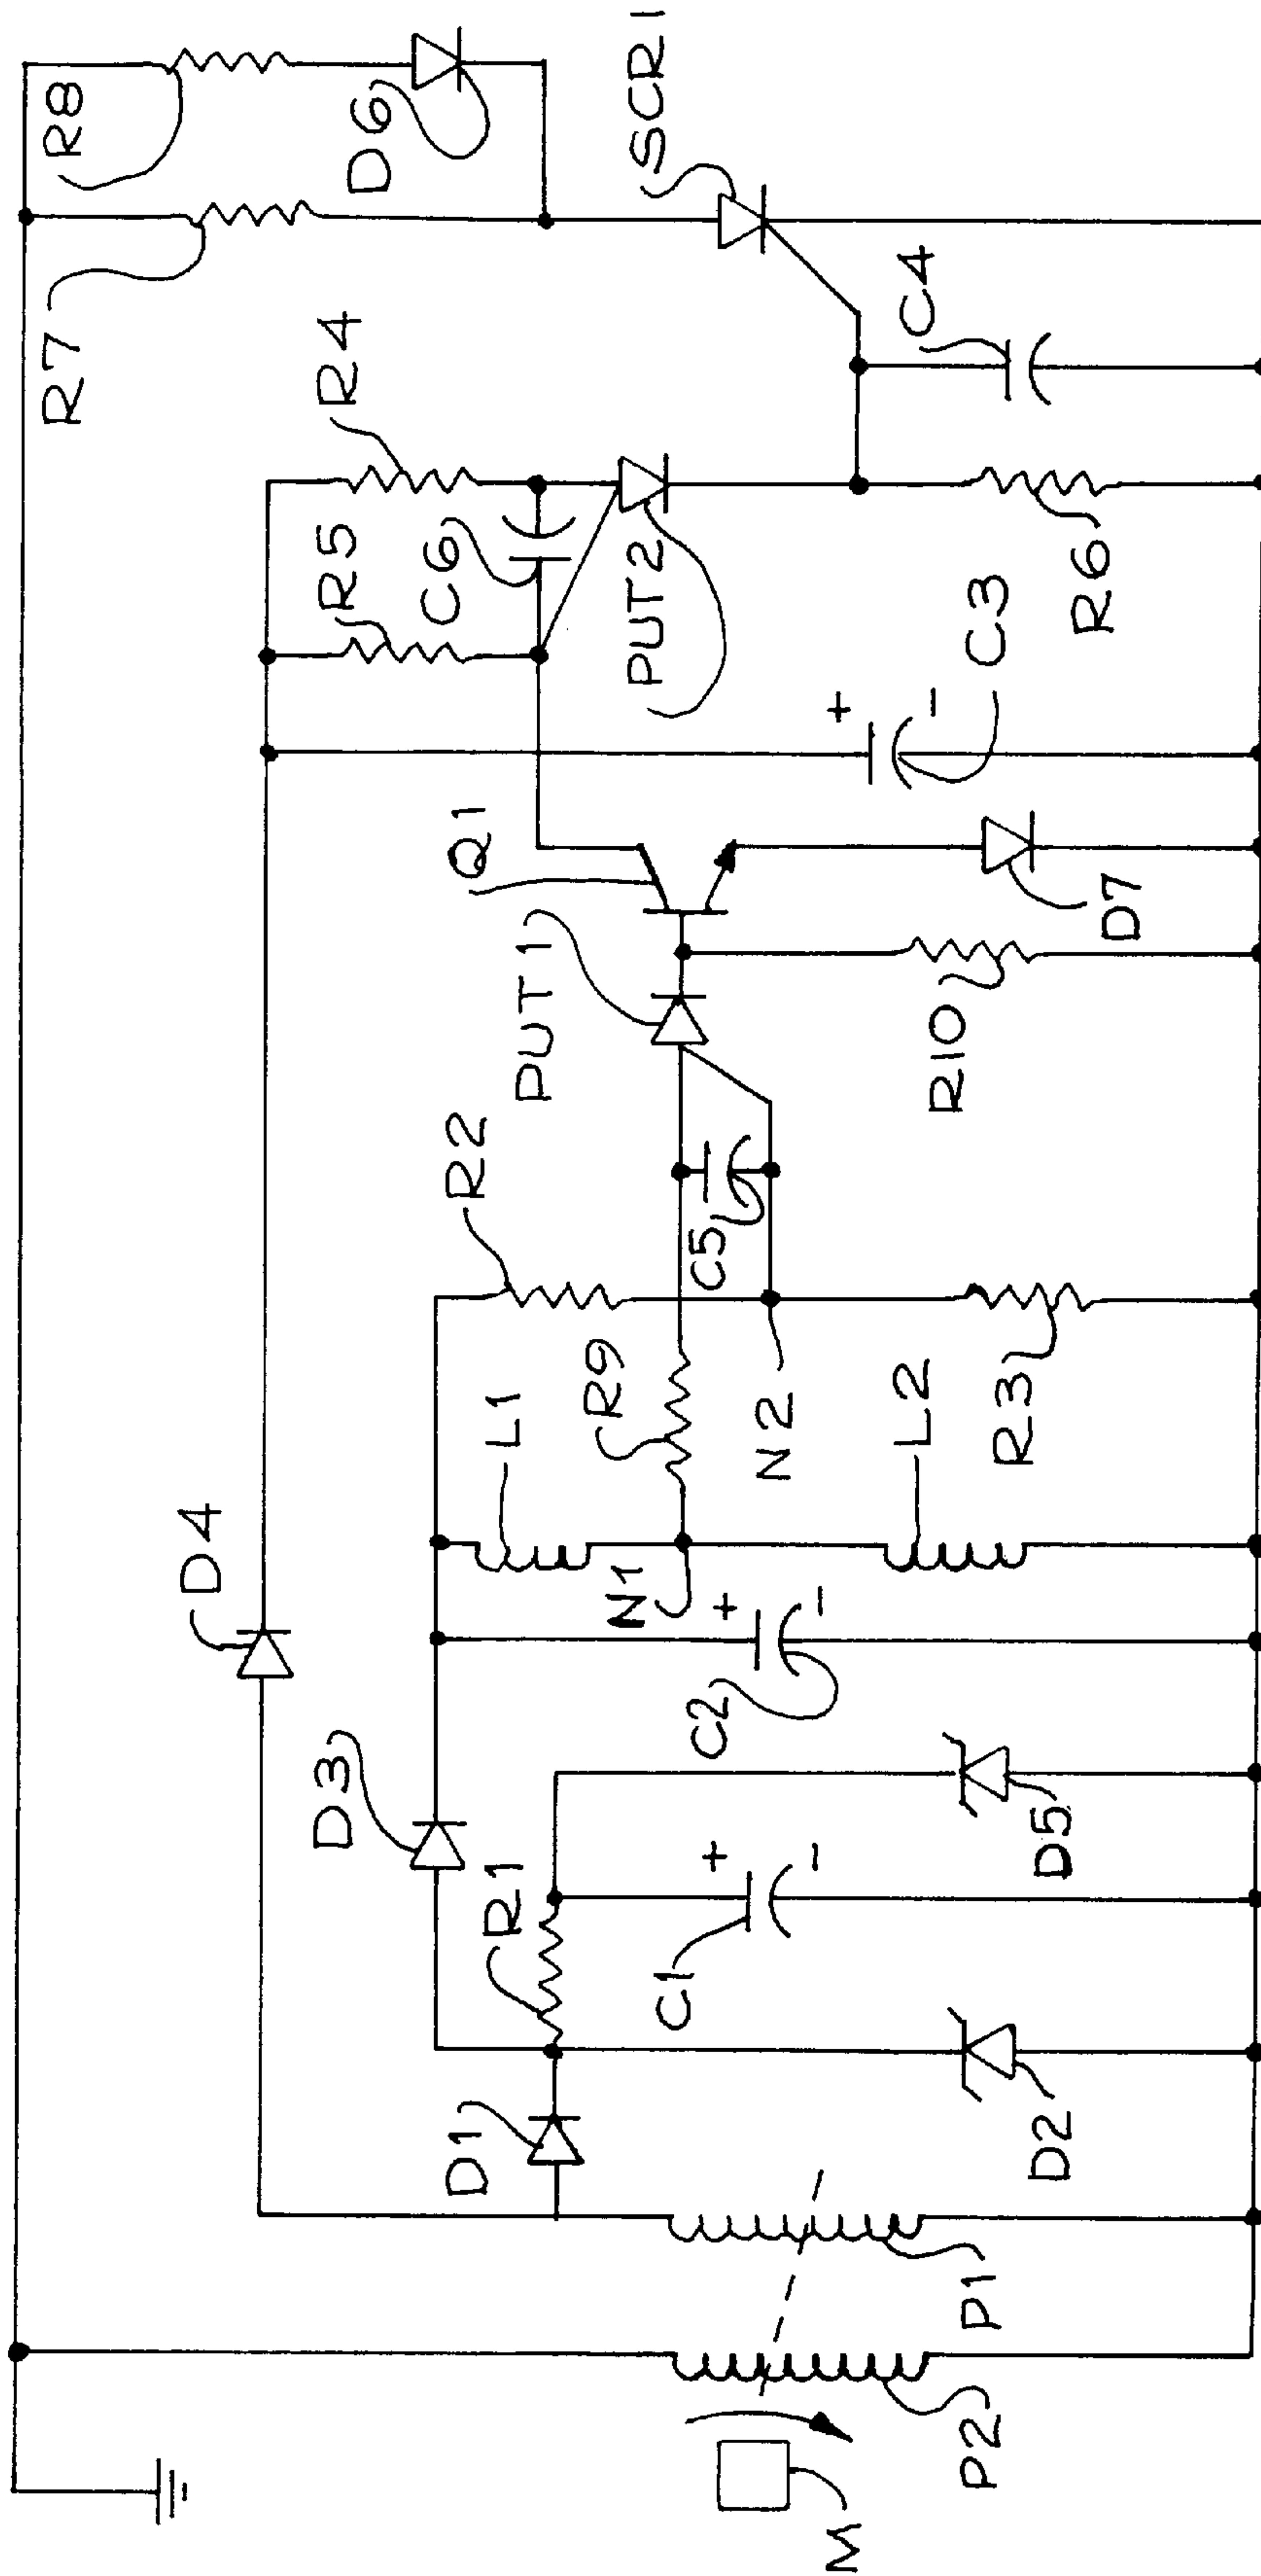 R8
R7
D6
SCR1
R4
R5
C6
C4
PUT2
R6
C3
+
−
Q1
D7
PUT1
R10
R2
C5
R9
N2
L1
L2
R3
D4
N1
+
−
C2
D3
D5
R1
+
−
C1
D1
D2
P1
P2
M